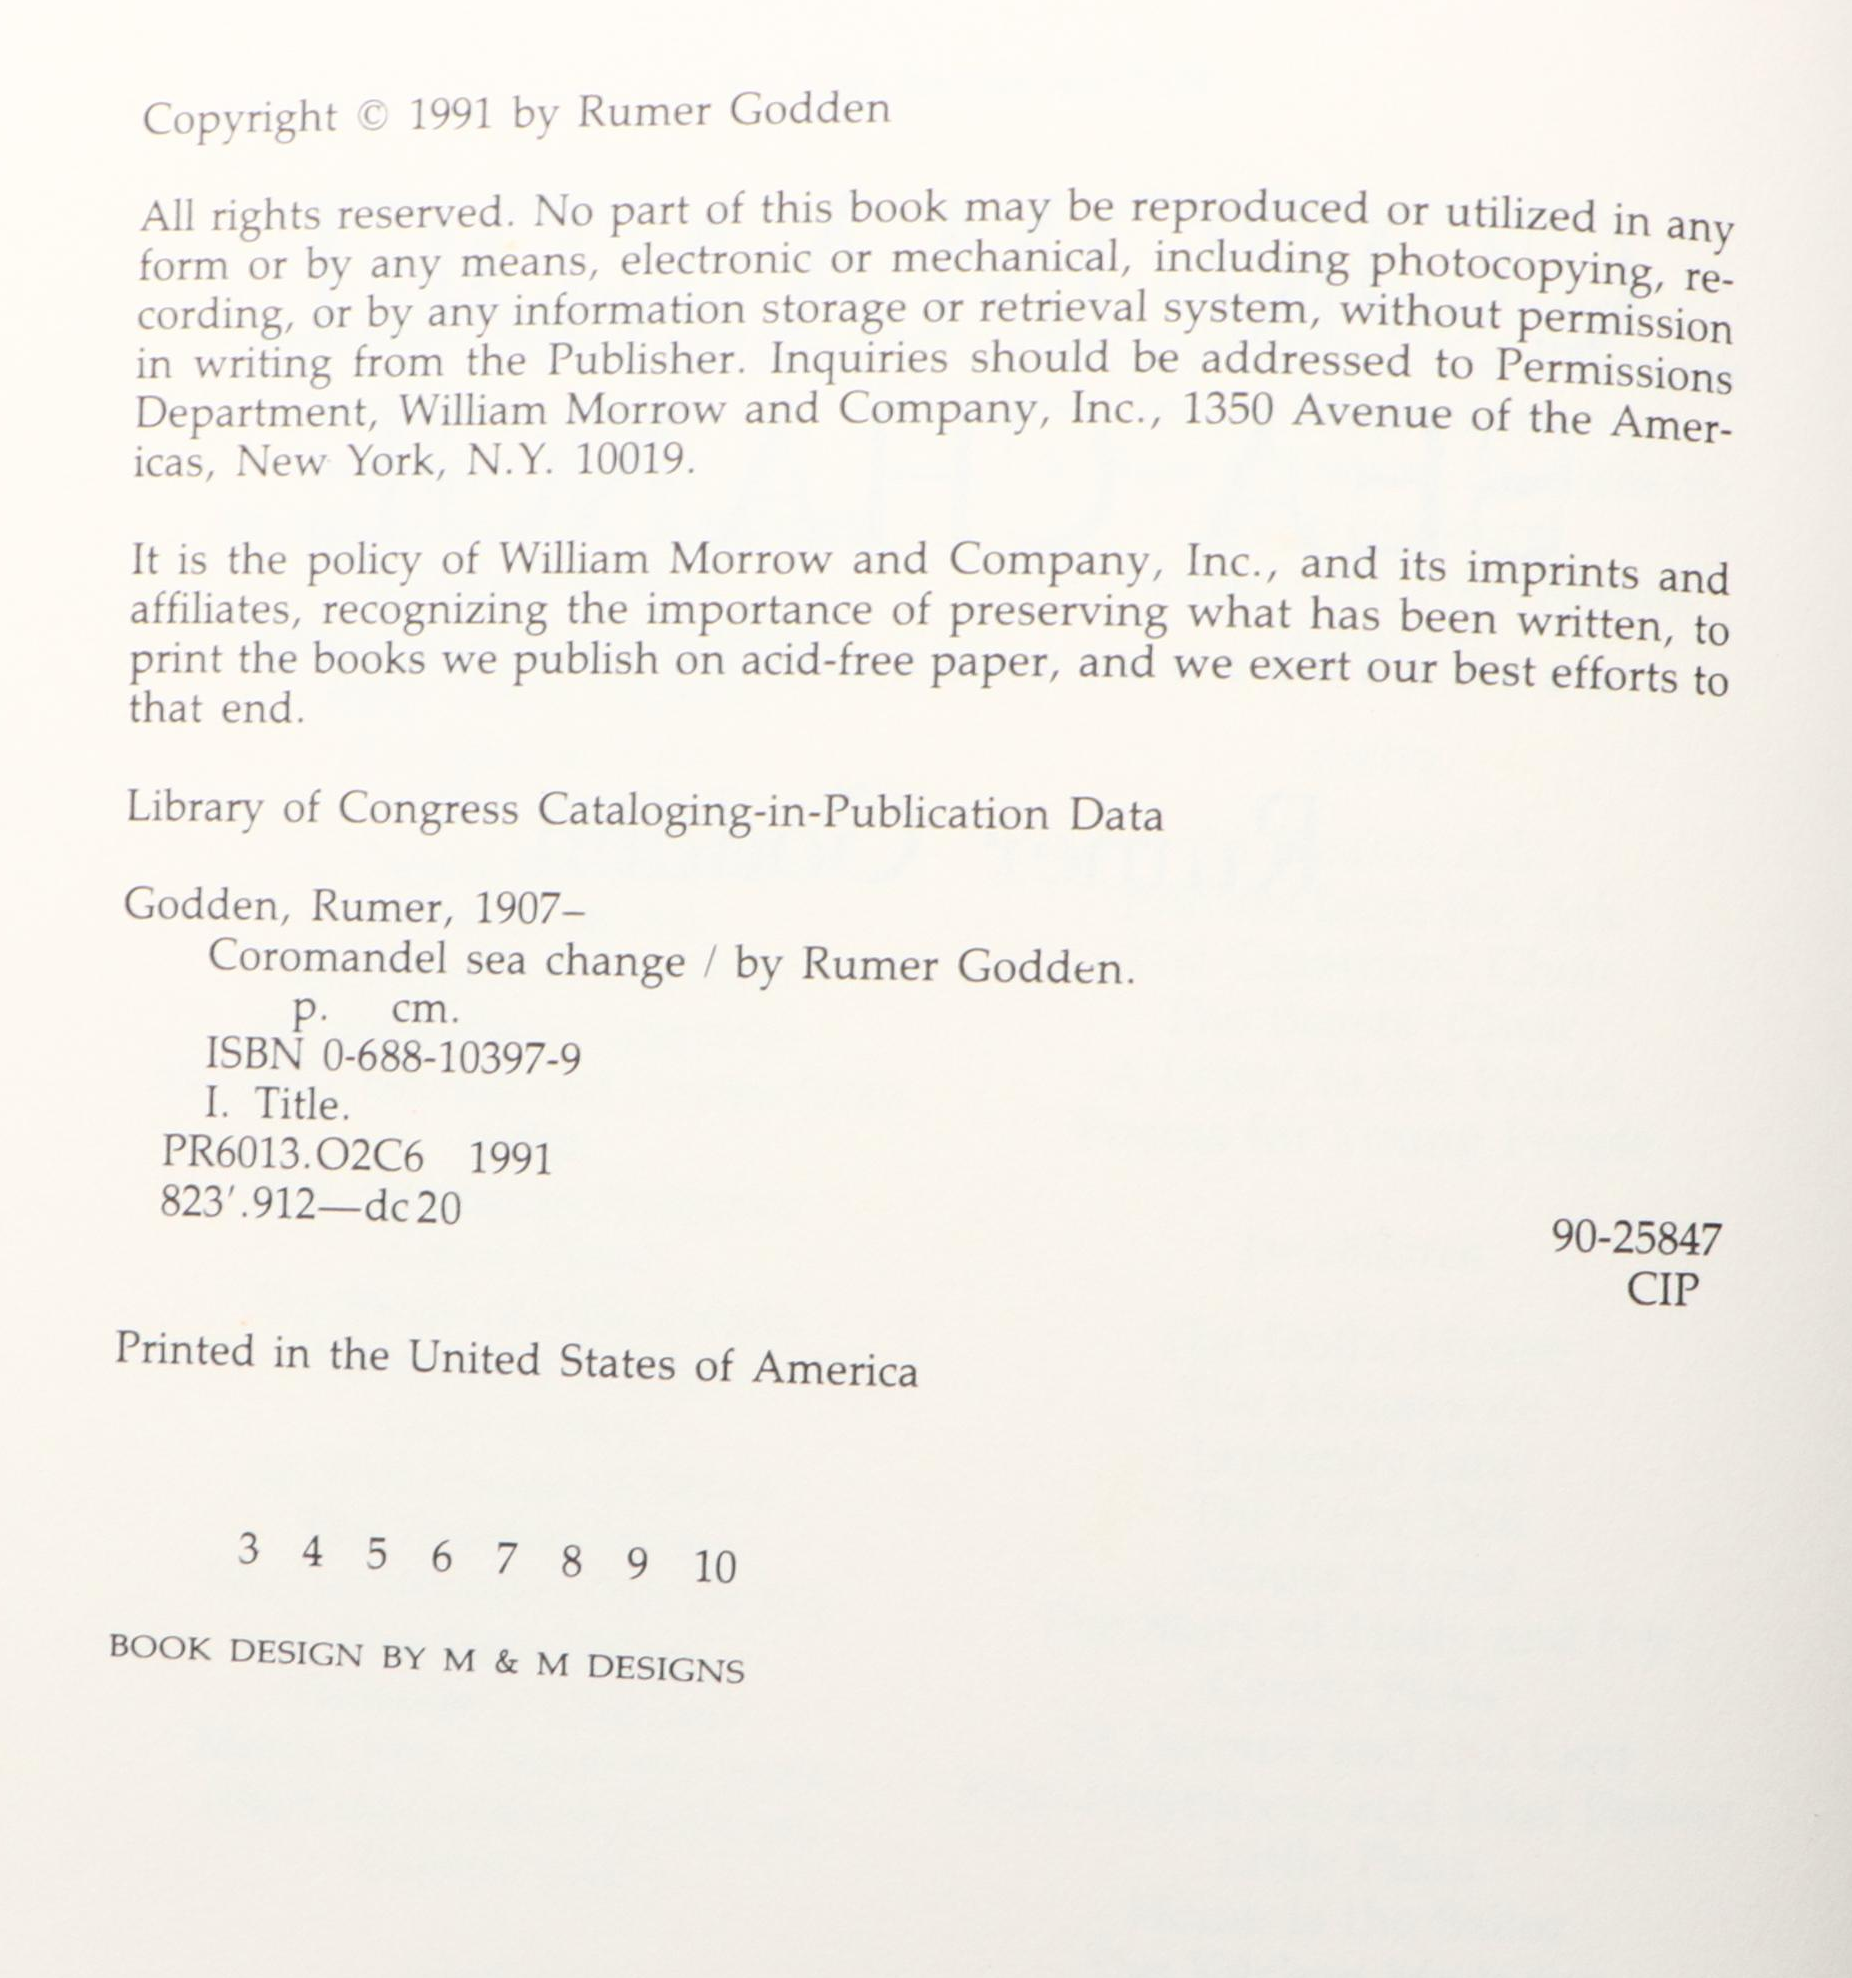 Copyright © 1991 by Rumer Godden
All rights reserved. No part of this book may be reproduced or utilized in any
form or by any means, electronic or mechanical, including photocopying, re-
cording, or by any information storage or retrieval system, without permission
in writing from the Publisher. Inquiries should be addressed to Permissions
Department, William Morrow and Company, Inc., 1350 Avenue of the Amer-
icas, New York, N.Y. 10019.
It is the policy of William Morrow and Company, Inc., and its imprints and
affiliates, recognizing the importance of preserving what has been written, to
print the books we publish on acid-free paper, and we exert our best efforts to
that end.
Library of Congress Cataloging-in-Publication Data
Godden, Rumer, 1907–
Coromandel sea change / by Rumer Godden.
p. cm.
ISBN 0-688-10397-9
I. Title.
PR6013.O2C6 1991
823′.912—dc20
90-25847
CIP
Printed in the United States of America
3 4 5 6 7 8 9 10
BOOK DESIGN BY M & M DESIGNS